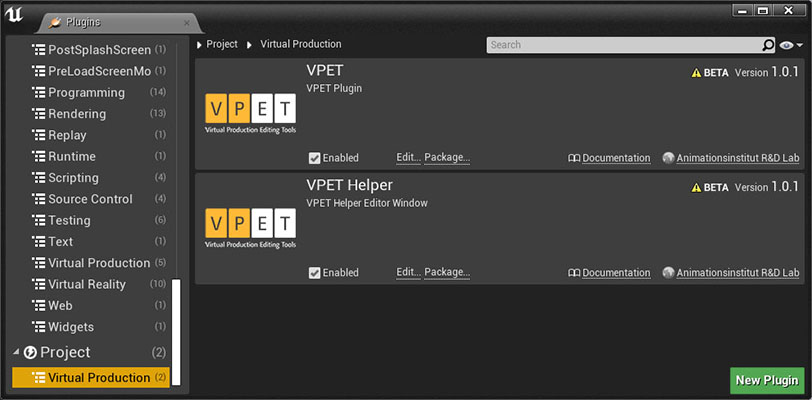 Plugins
PostSplashScreen (1)
PreLoadScreenMo (1)
Programming (14)
Rendering (13)
Replay (1)
Runtime (1)
Scripting (4)
Source Control (4)
Testing (6)
Text (1)
Virtual Production (5)
Virtual Reality (10)
Web (1)
Widgets (1)
Project (2)
Virtual Production (2)
Project Virtual Production
Search
VPET
BETA Version 1.0.1
VPET Plugin
VPET
Virtual Production Editing Tools
Enabled Edit... Package... Documentation Animationsinstitut R&D Lab
VPET Helper
BETA Version 1.0.1
VPET Helper Editor Window
VPET
Virtual Production Editing Tools
Enabled Edit... Package... Documentation Animationsinstitut R&D Lab
New Plugin